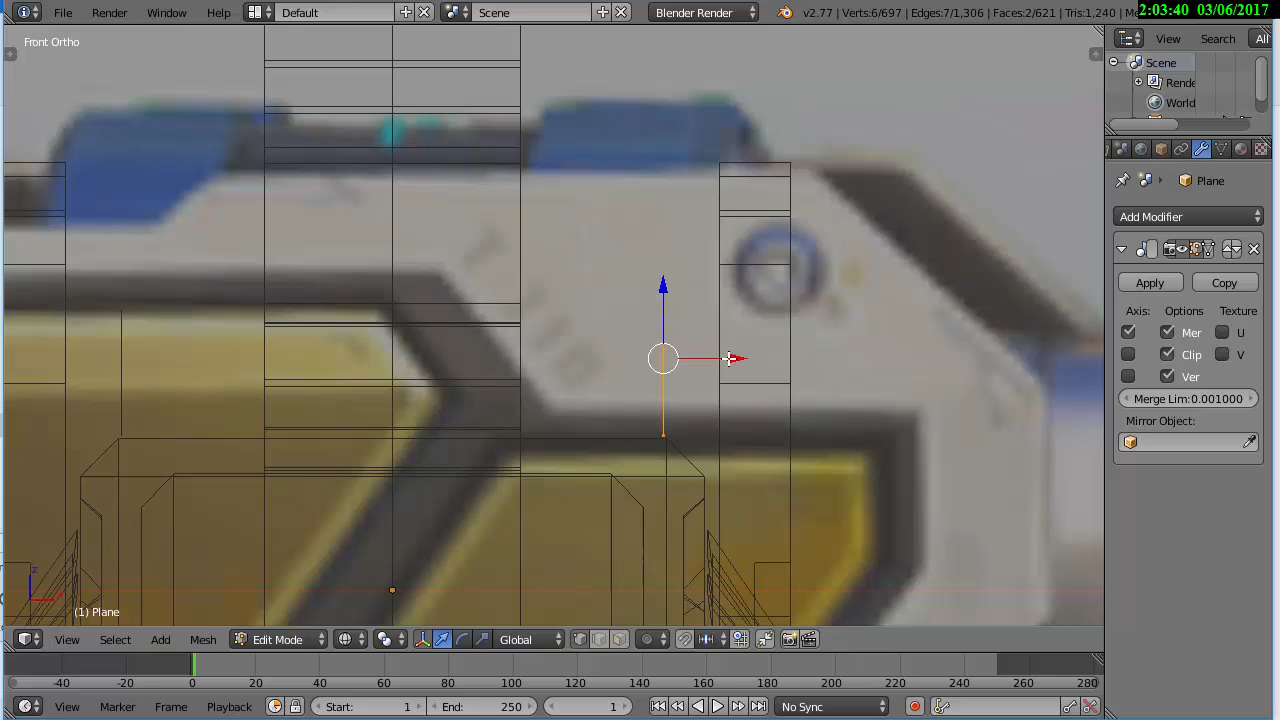 2:03:40 03/06/2017
File Render Window Help Default Scene Blender Render v2.77 | Verts:6/697 | Edges:7/1,306 | Faces:2/621 | Tris:1,240 |
Front Ortho
View Search All
Scene
Rende
World
Plane
Add Modifier
Apply Copy
Axis: Options Texture
Mer U
Clip V
Ver
Merge Lim:0.001000
Mirror Object:
z
(1) Plane
View Select Add Mesh Edit Mode Global
-40 -20 0 20 40 60 80 100 120 140 160 180 200 220 240 260 280
View Marker Frame Playback Start: 1 End: 250 1 No Sync